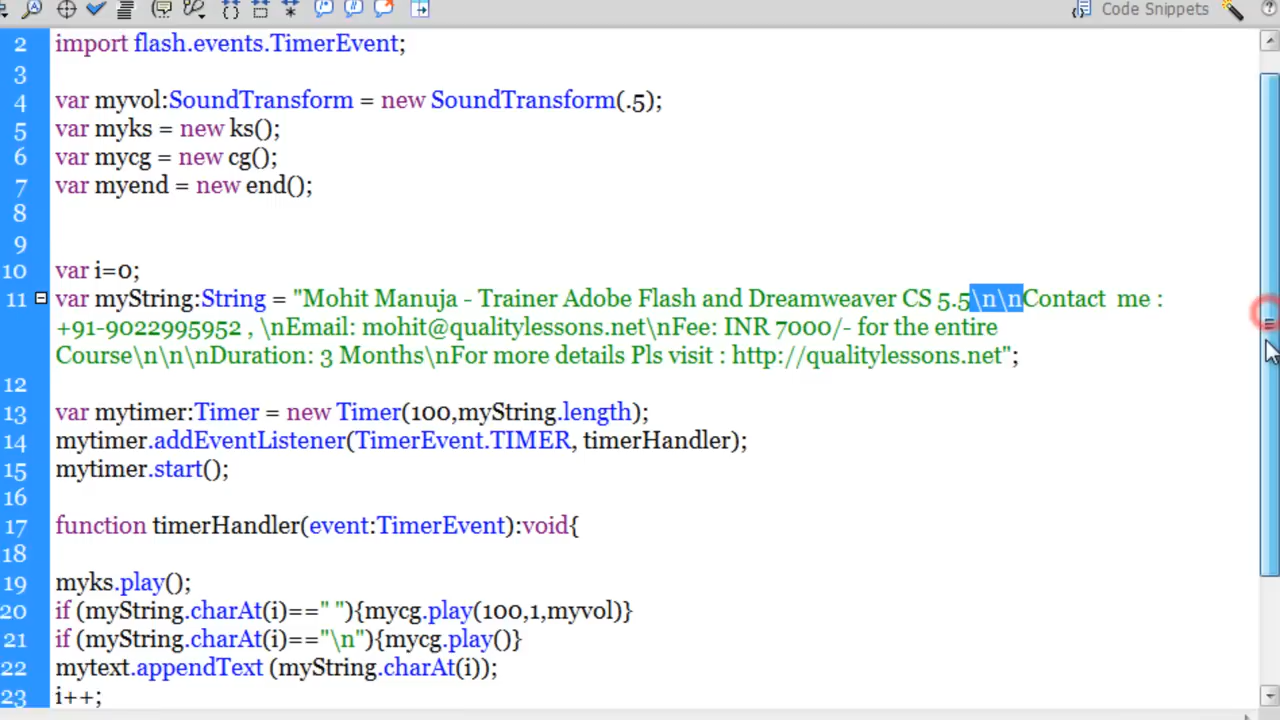 Code Snippets
2 import flash.events.TimerEvent;
3
4 var myvol:SoundTransform = new SoundTransform(.5);
5 var myks = new ks();
6 var mycg = new cg();
7 var myend = new end();
8
9
10 var i=0;
11 var myString:String = "Mohit Manuja - Trainer Adobe Flash and Dreamweaver CS 5.5\n\nContact  me :
+91-9022995952 , \nEmail: mohit@qualitylessons.net\nFee: INR 7000/- for the entire
Course\n\n\nDuration: 3 Months\nFor more details Pls visit : http://qualitylessons.net";
12
13 var mytimer:Timer = new Timer(100,myString.length);
14 mytimer.addEventListener(TimerEvent.TIMER, timerHandler);
15 mytimer.start();
16
17 function timerHandler(event:TimerEvent):void{
18
19 myks.play();
20 if (myString.charAt(i)==" "){mycg.play(100,1,myvol)}
21 if (myString.charAt(i)=="\n"){mycg.play()}
22 mytext.appendText (myString.charAt(i));
23 i++;